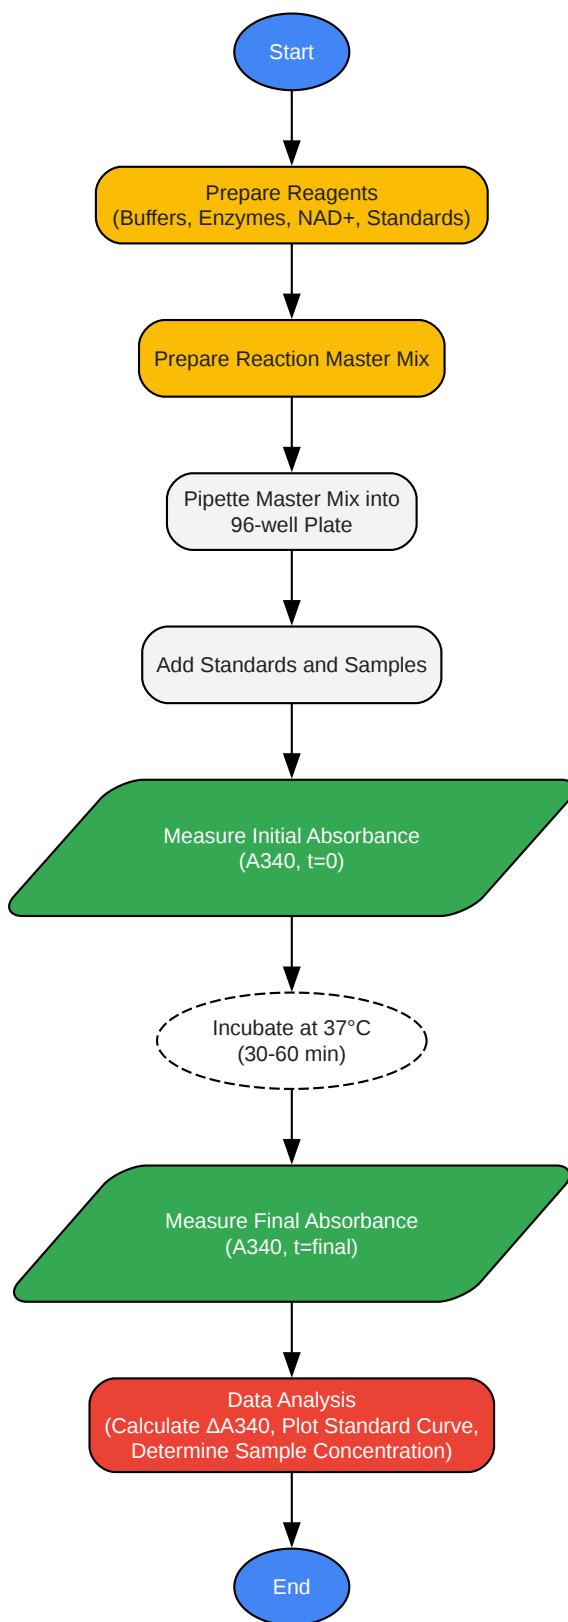 Start
Prepare Reagents
(Buffers, Enzymes, NAD+, Standards)
Prepare Reaction Master Mix
Pipette Master Mix into
96-well Plate
Add Standards and Samples
Measure Initial Absorbance
(A340, t=0)
Incubate at 37°C
(30-60 min)
Measure Final Absorbance
(A340, t=final)
Data Analysis
(Calculate ΔA340, Plot Standard Curve,
Determine Sample Concentration)
End